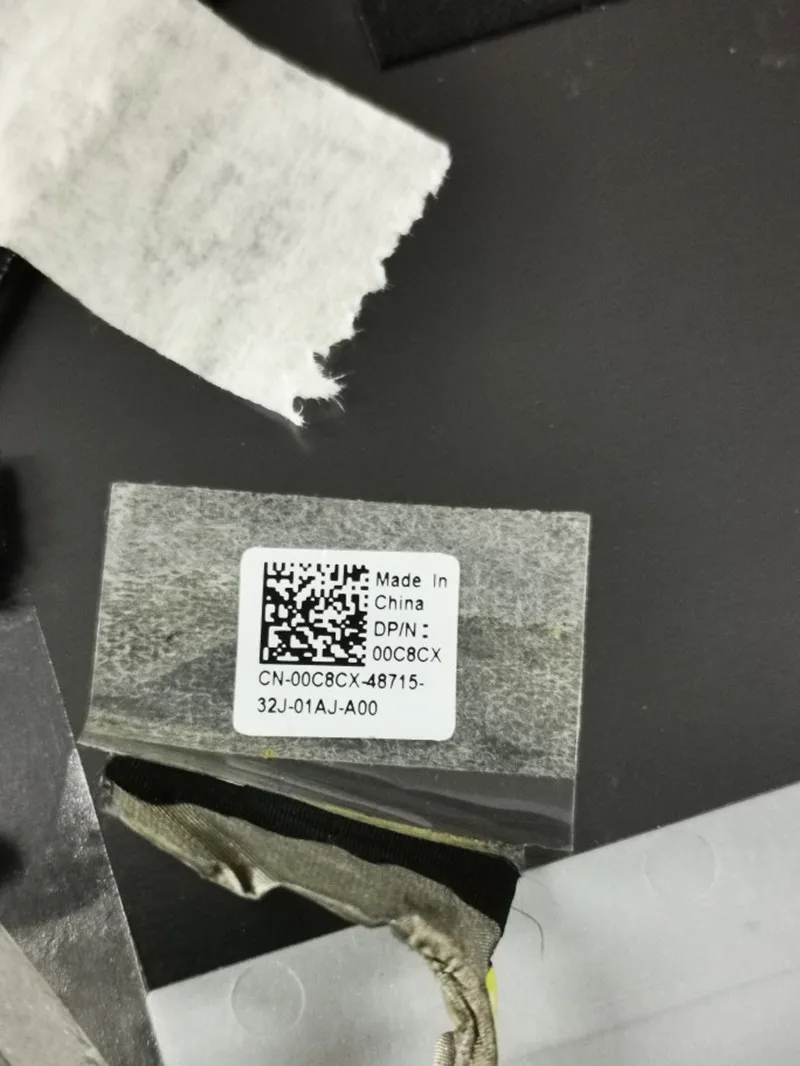 Made In
China
DP/N:
00C8CX
CN-00C8CX-48715-
32J-01AJ-A00